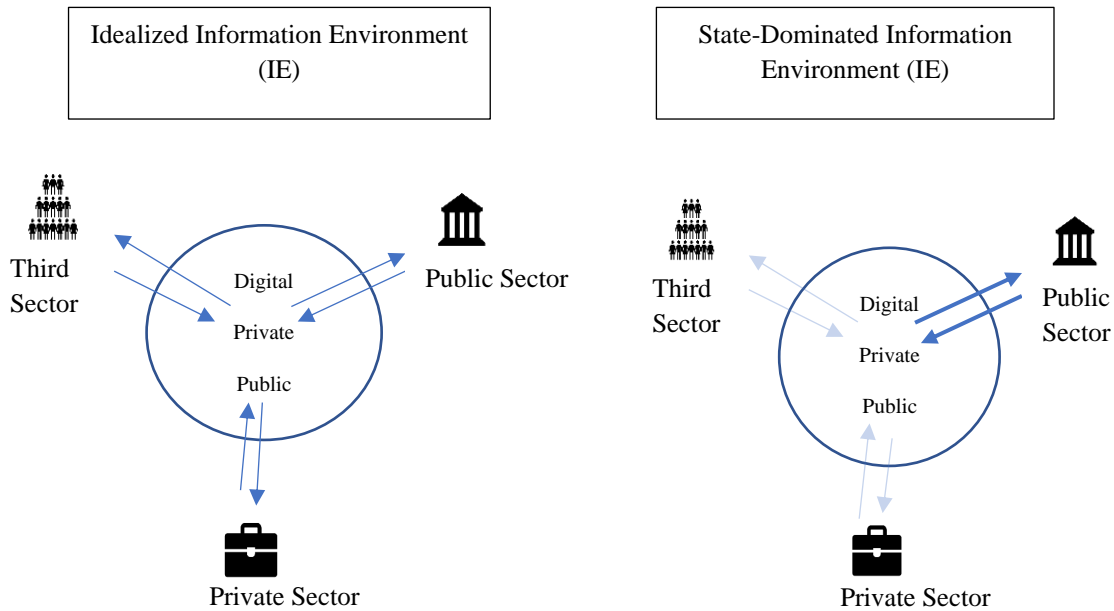 Idealized Information Environment
(IE)
Third
Sector
Digital
Private
Public
Public Sector
Private Sector
State-Dominated Information
Environment (IE)
Third
Sector
Digital
Private
Public
Public
Sector
Private Sector